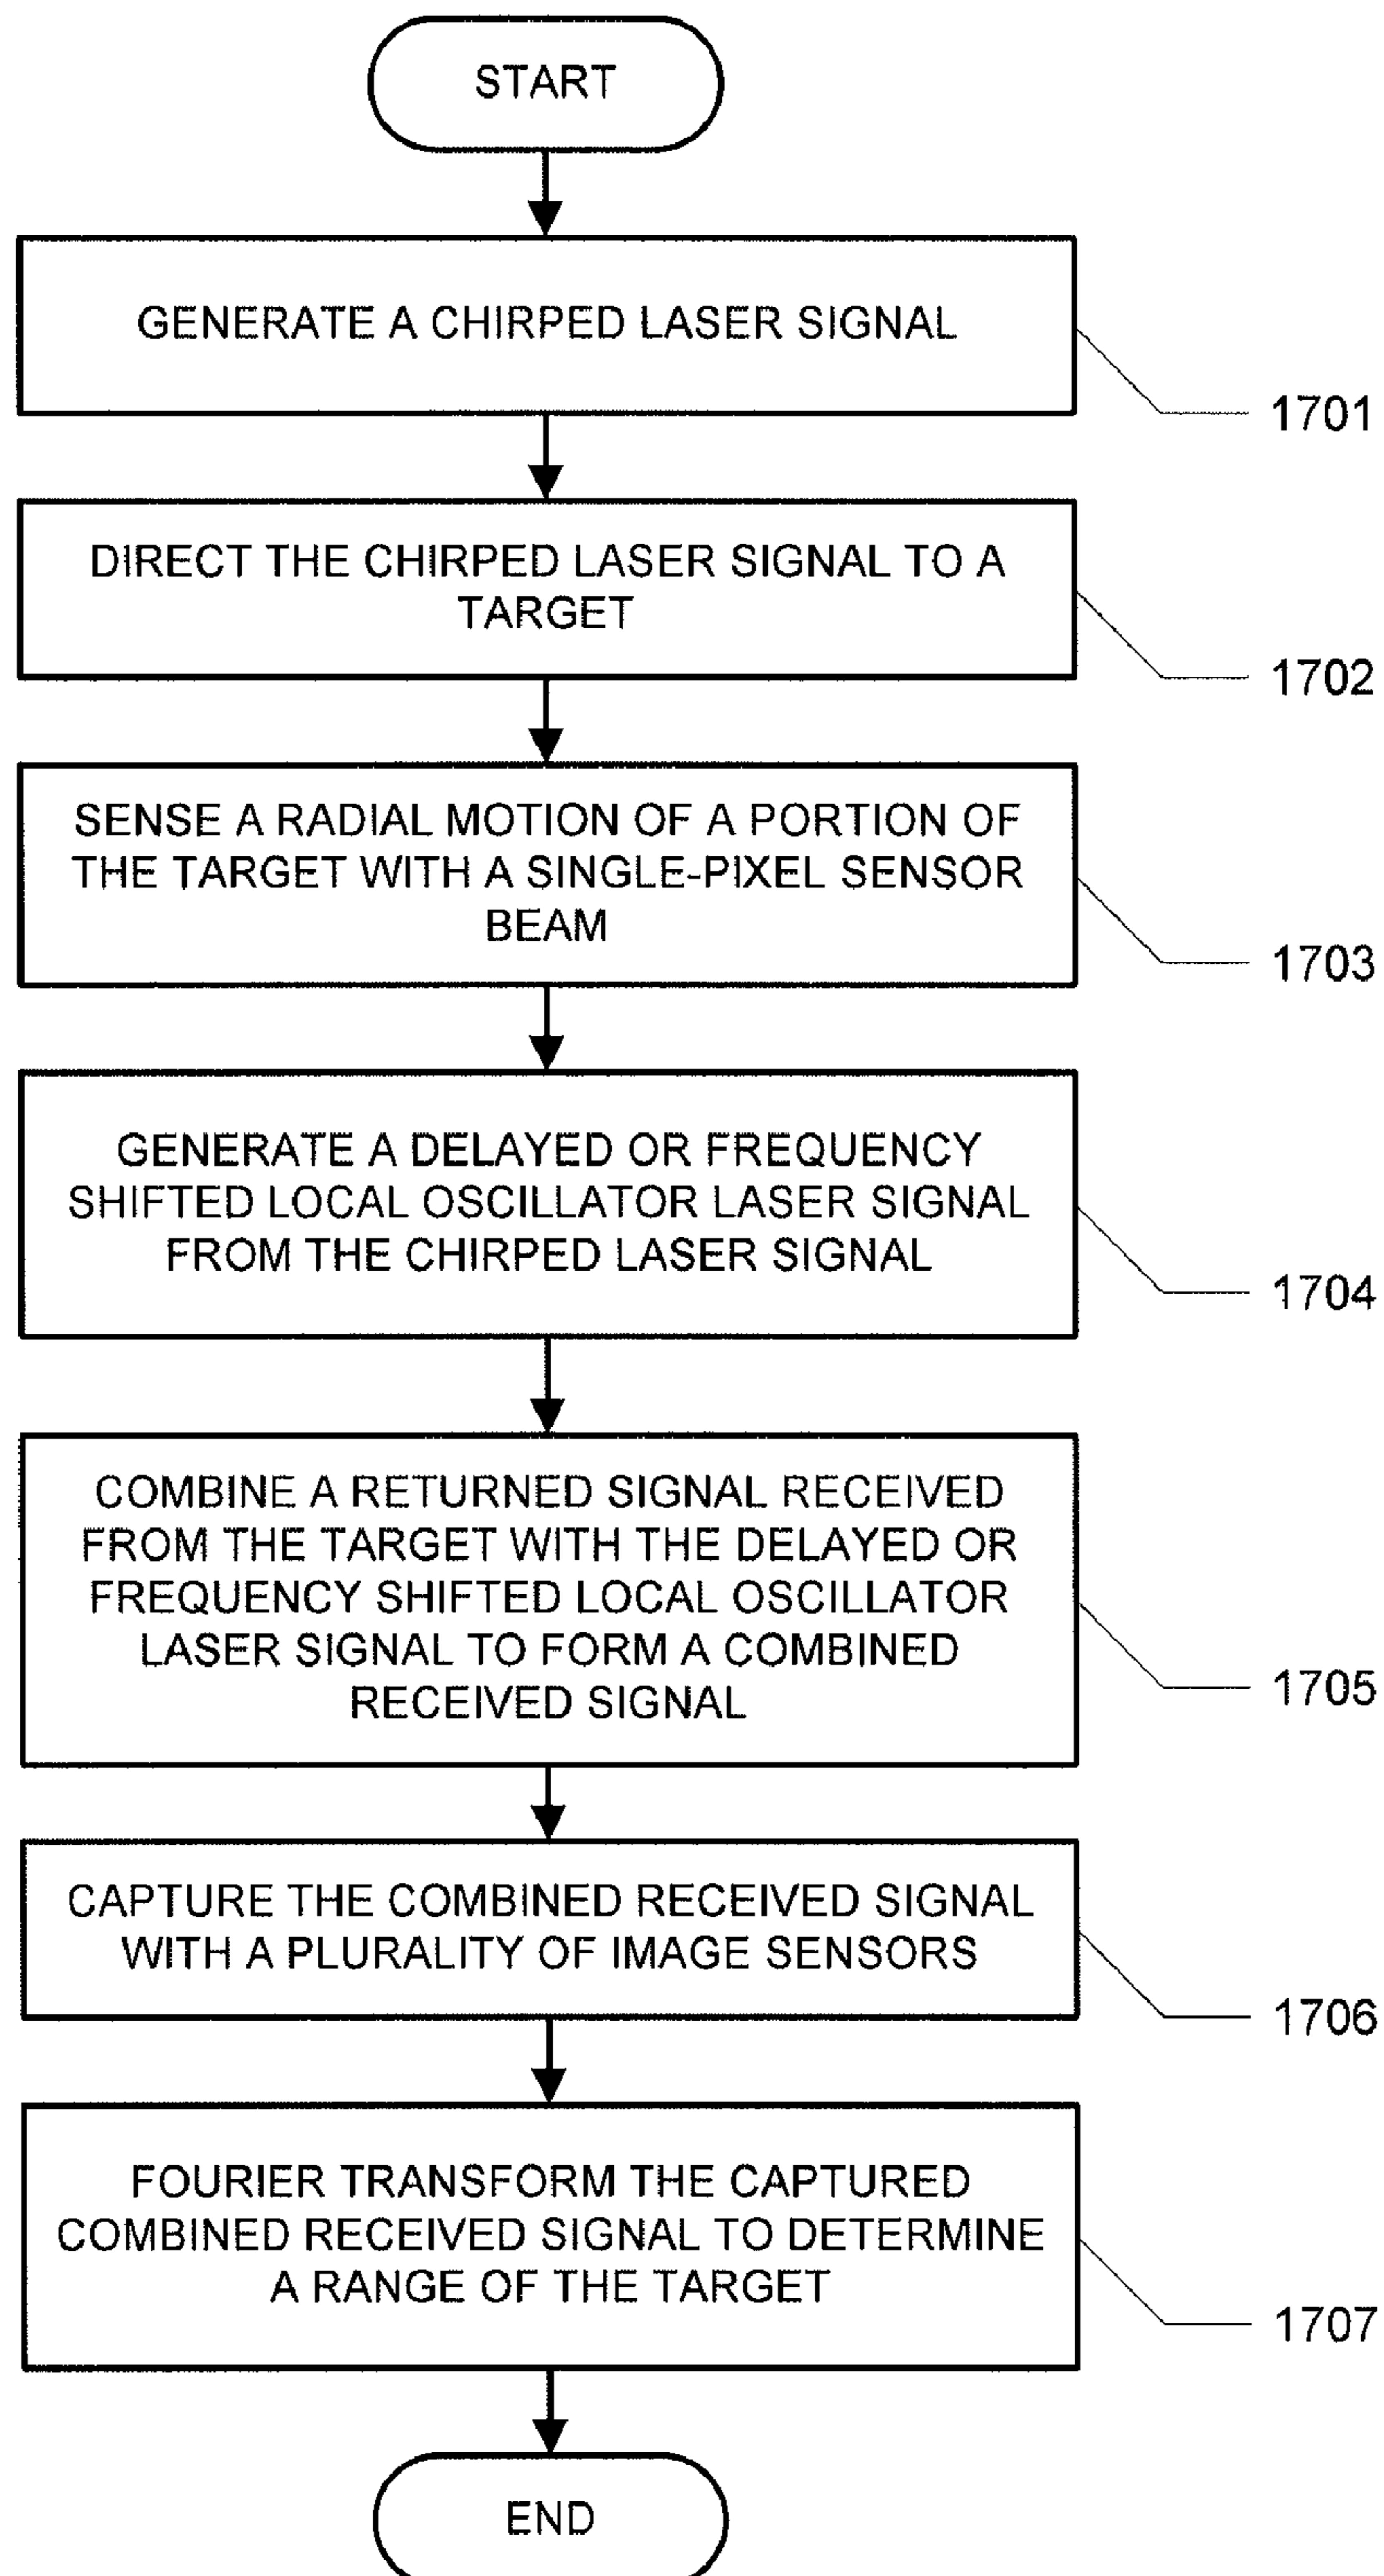 START
GENERATE A CHIRPED LASER SIGNAL
1701
DIRECT THE CHIRPED LASER SIGNAL TO A
TARGET
1702
SENSE A RADIAL MOTION OF A PORTION OF
THE TARGET WITH A SINGLE-PIXEL SENSOR
BEAM
1703
GENERATE A DELAYED OR FREQUENCY
SHIFTED LOCAL OSCILLATOR LASER SIGNAL
FROM THE CHIRPED LASER SIGNAL
1704
COMBINE A RETURNED SIGNAL RECEIVED
FROM THE TARGET WITH THE DELAYED OR
FREQUENCY SHIFTED LOCAL OSCILLATOR
LASER SIGNAL TO FORM A COMBINED
RECEIVED SIGNAL
1705
CAPTURE THE COMBINED RECEIVED SIGNAL
WITH A PLURALITY OF IMAGE SENSORS
1706
FOURIER TRANSFORM THE CAPTURED
COMBINED RECEIVED SIGNAL TO DETERMINE
A RANGE OF THE TARGET
1707
END